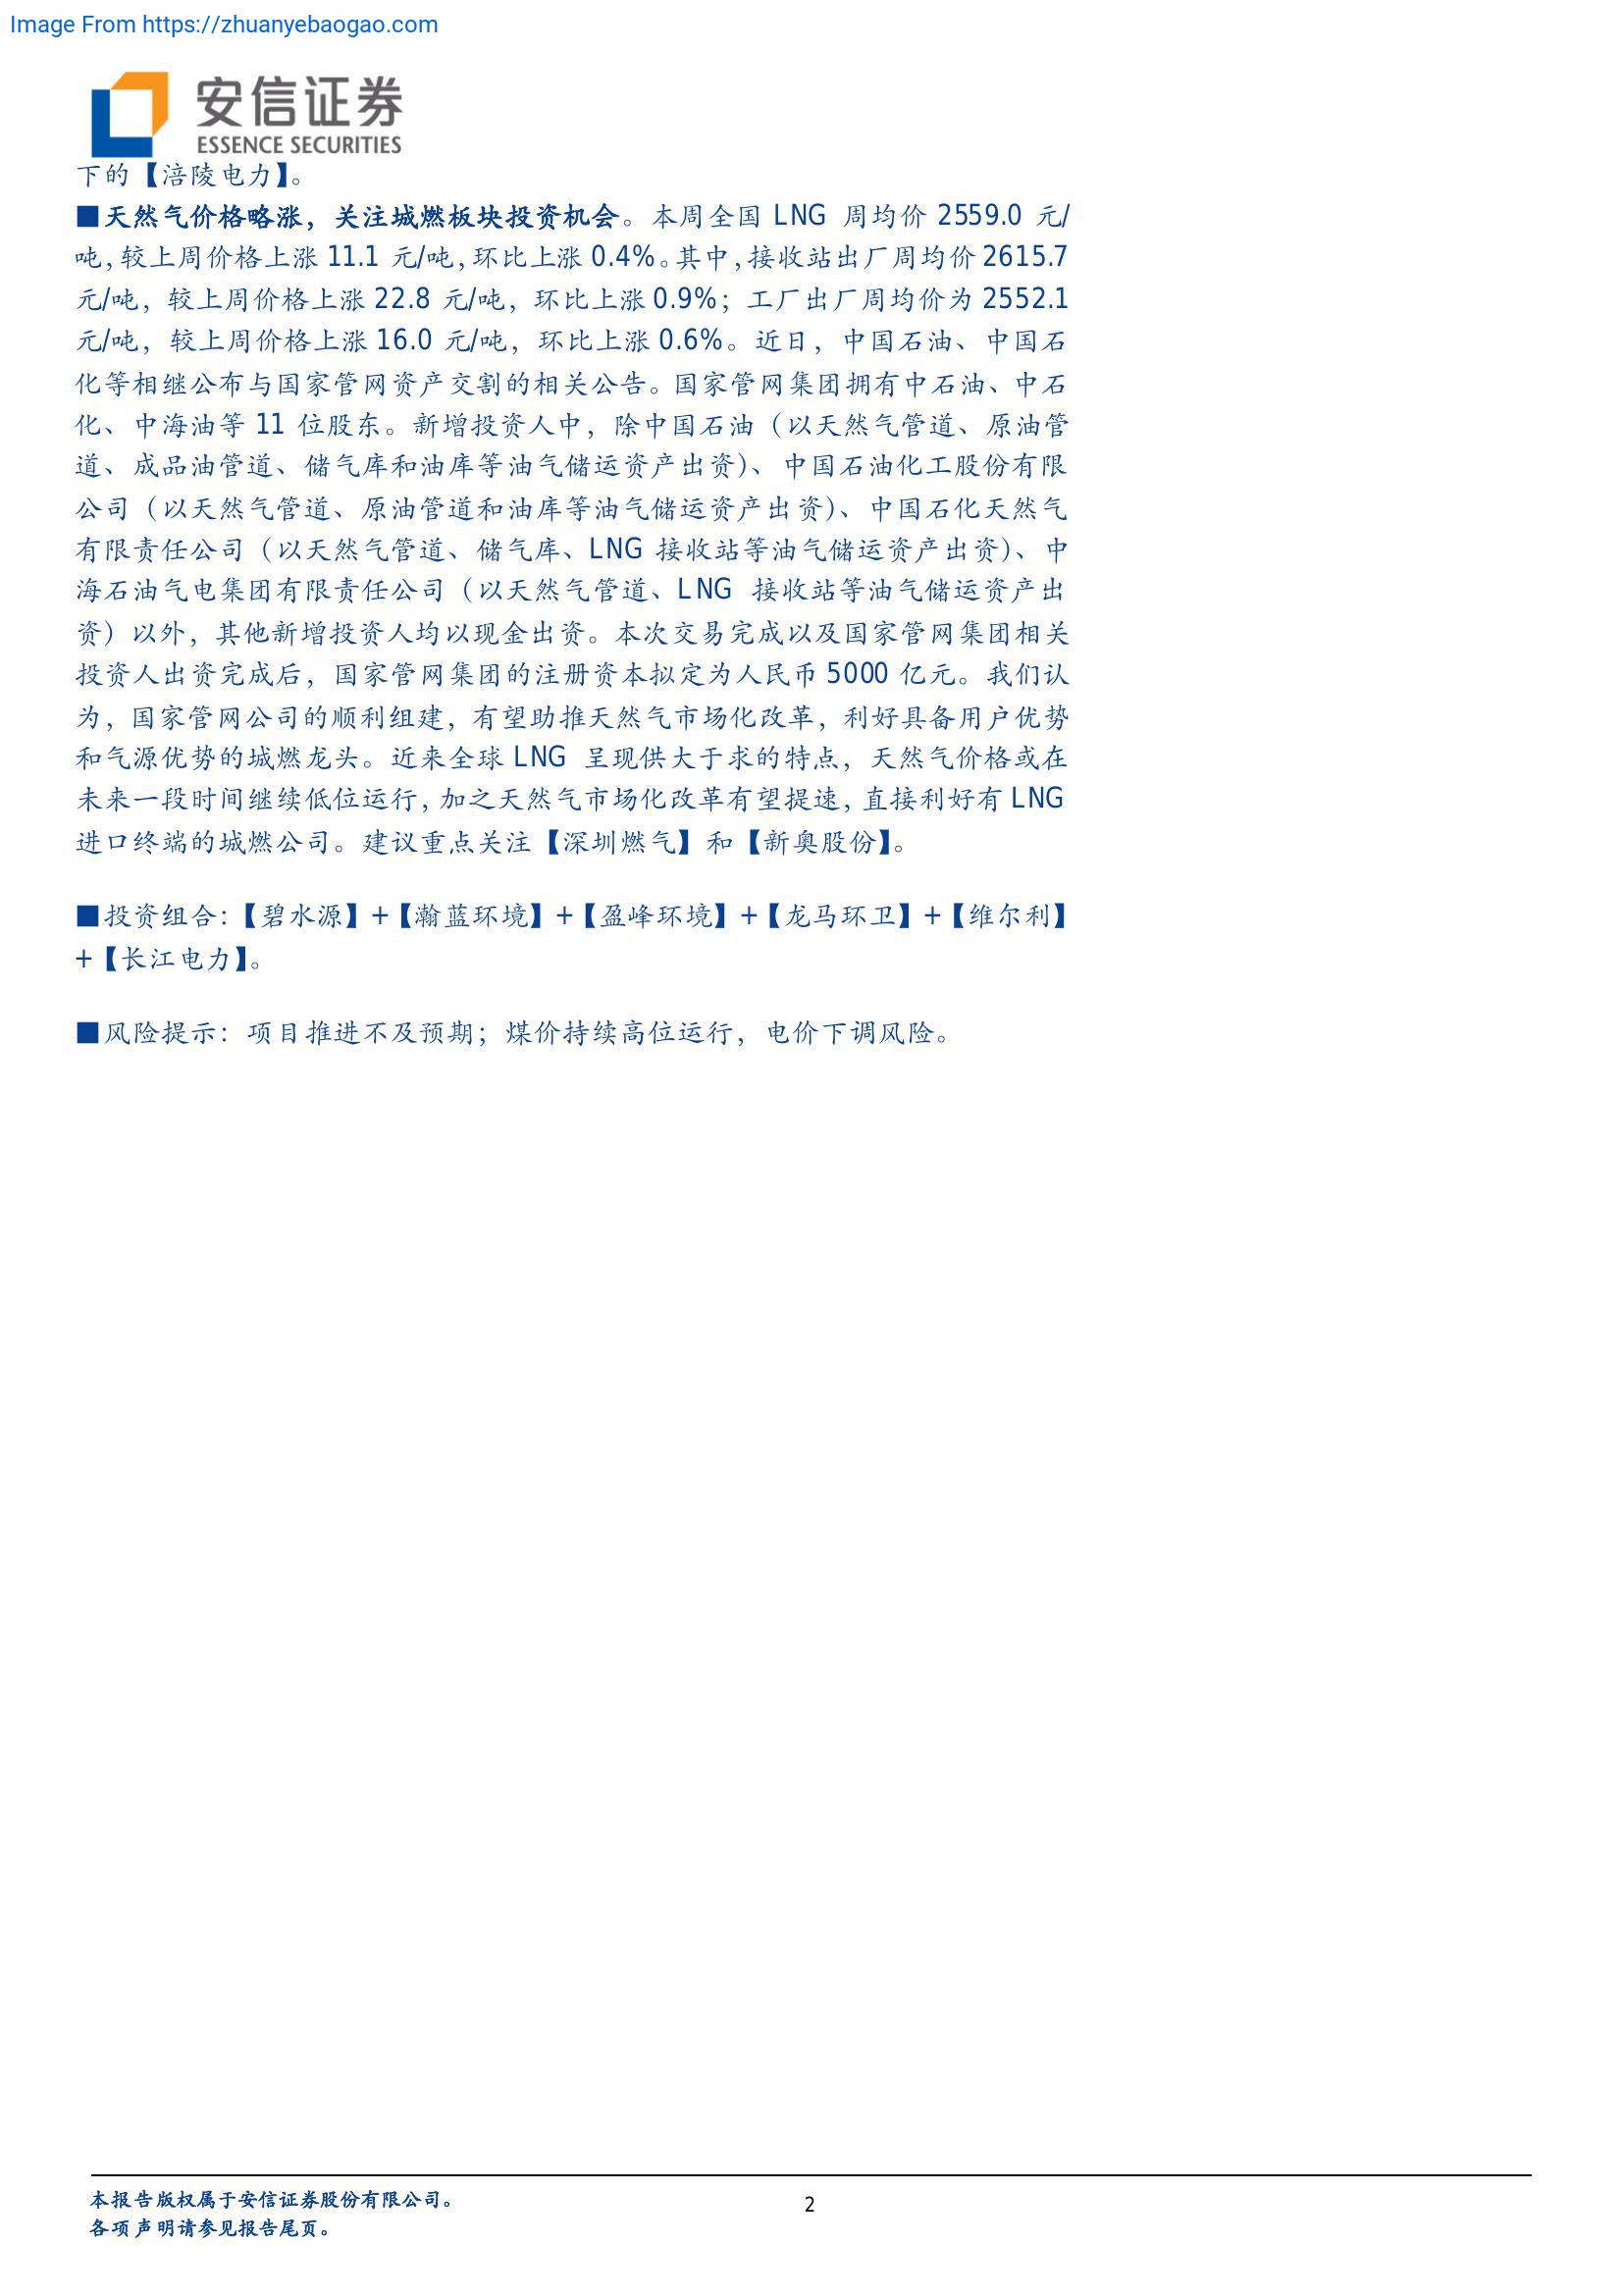 Image From https://zhuanyebaogao.com
安信证券
ESSENCE SECURITIES
下的【涪陵电力】。
■天然气价格略涨，关注城燃板块投资机会。本周全国 LNG 周均价 2559.0 元/
吨，较上周价格上涨 11.1 元/吨，环比上涨 0.4%。其中，接收站出厂周均价 2615.7
元/吨，较上周价格上涨 22.8 元/吨，环比上涨 0.9%；工厂出厂周均价为 2552.1
元/吨，较上周价格上涨 16.0 元/吨，环比上涨 0.6%。近日，中国石油、中国石
化等相继公布与国家管网资产交割的相关公告。国家管网集团拥有中石油、中石
化、中海油等 11 位股东。新增投资人中，除中国石油（以天然气管道、原油管
道、成品油管道、储气库和油库等油气储运资产出资）、中国石油化工股份有限
公司（以天然气管道、原油管道和油库等油气储运资产出资）、中国石化天然气
有限责任公司（以天然气管道、储气库、LNG 接收站等油气储运资产出资）、中
海石油气电集团有限责任公司（以天然气管道、LNG 接收站等油气储运资产出
资）以外，其他新增投资人均以现金出资。本次交易完成以及国家管网集团相关
投资人出资完成后，国家管网集团的注册资本拟定为人民币 5000 亿元。我们认
为，国家管网公司的顺利组建，有望助推天然气市场化改革，利好具备用户优势
和气源优势的城燃龙头。近来全球 LNG 呈现供大于求的特点，天然气价格或在
未来一段时间继续低位运行，加之天然气市场化改革有望提速，直接利好有 LNG
进口终端的城燃公司。建议重点关注【深圳燃气】和【新奥股份】。
■投资组合：【碧水源】+【瀚蓝环境】+【盈峰环境】+【龙马环卫】+【维尔利】
+【长江电力】。
■风险提示：项目推进不及预期；煤价持续高位运行，电价下调风险。
本报告版权属于安信证券股份有限公司。
2
各项声明请参见报告尾页。